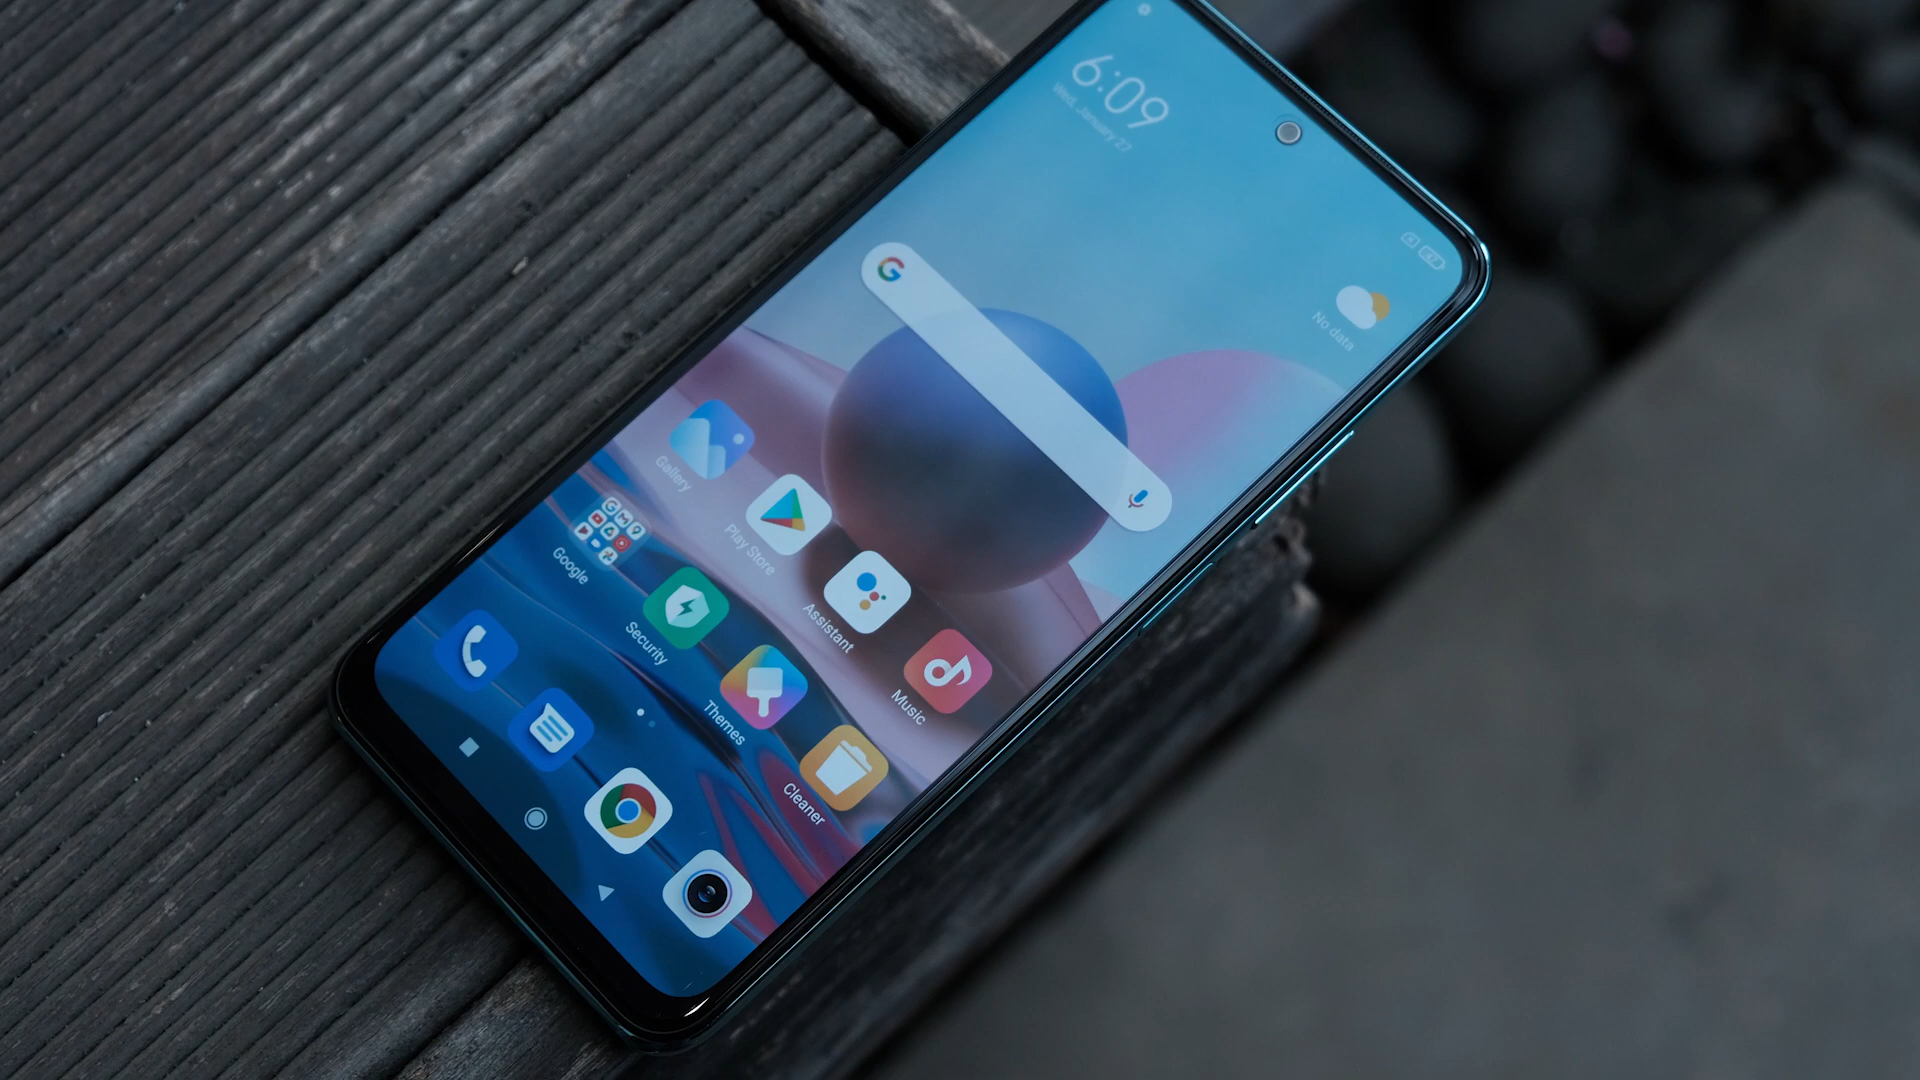 6:09
Wed, January 27
No data
Gallery
Play Store
Assistant
Music
Google
Security
Themes
Cleaner